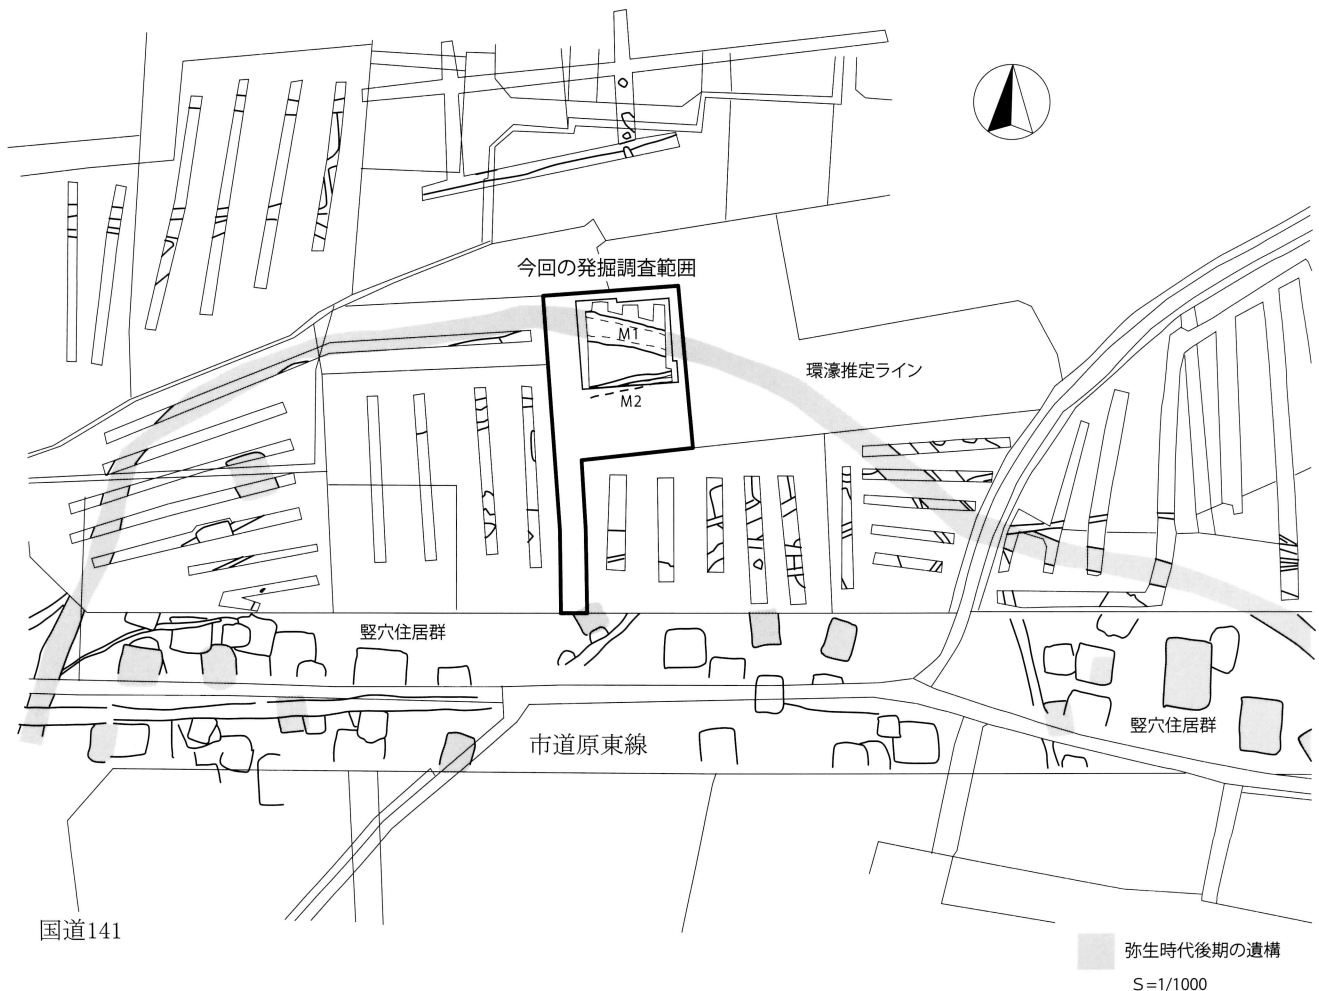 今回の発掘調査範囲
M1
環濠推定ライン
M2
竪穴住居群
竪穴住居群
市道原東線
国道141
弥生時代後期の遺構
S=1/1000